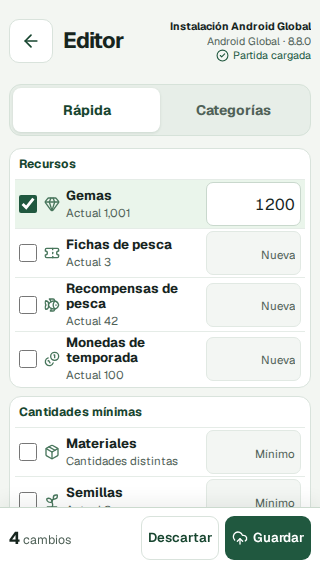 Editor
Instalación Android Global
Android Global · 8.8.0
Partida cargada
Rápida
Categorías
Recursos
Gemas
Actual 1,001
1200
Fichas de pesca
Actual 3
Nueva
Recompensas de
pesca
Actual 42
Nueva
Monedas de
temporada
Actual 100
Nueva
Cantidades mínimas
Materiales
Cantidades distintas
Mínimo
Semillas
Mínimo
4 cambios
Descartar
Guardar